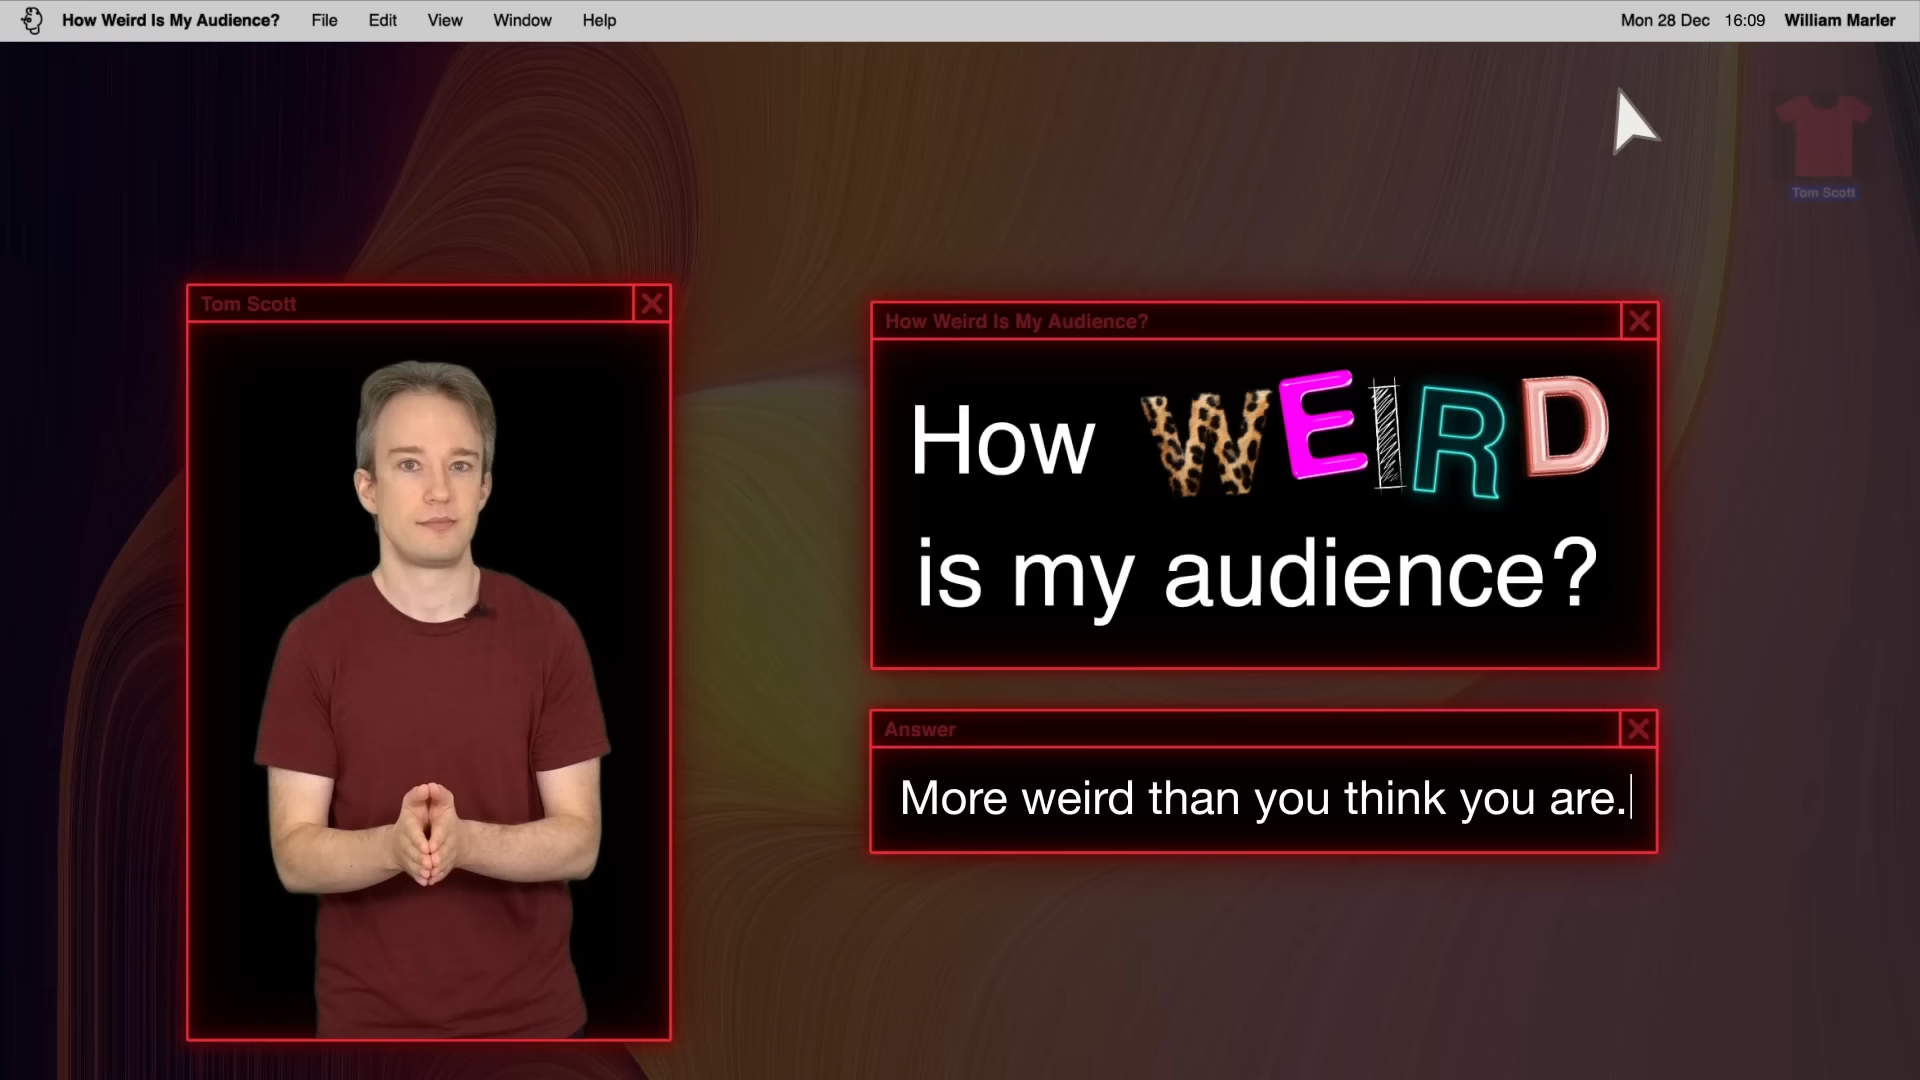 How Weird Is My Audience? File Edit View Window Help Mon 28 Dec 16:09 William Marler
Tom Scott
Tom Scott
How Weird Is My Audience?
How WEIRD
is my audience?
Answer
More weird than you think you are.